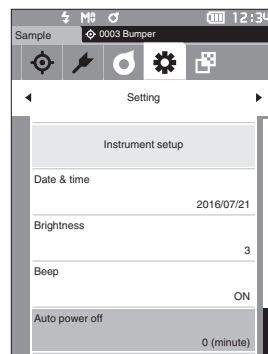 12:34
Sample
0003 Bumper
Setting
Instrument setup
Date & time
2016/07/21
Brightness
3
Beep
ON
Auto power off
0 (minute)